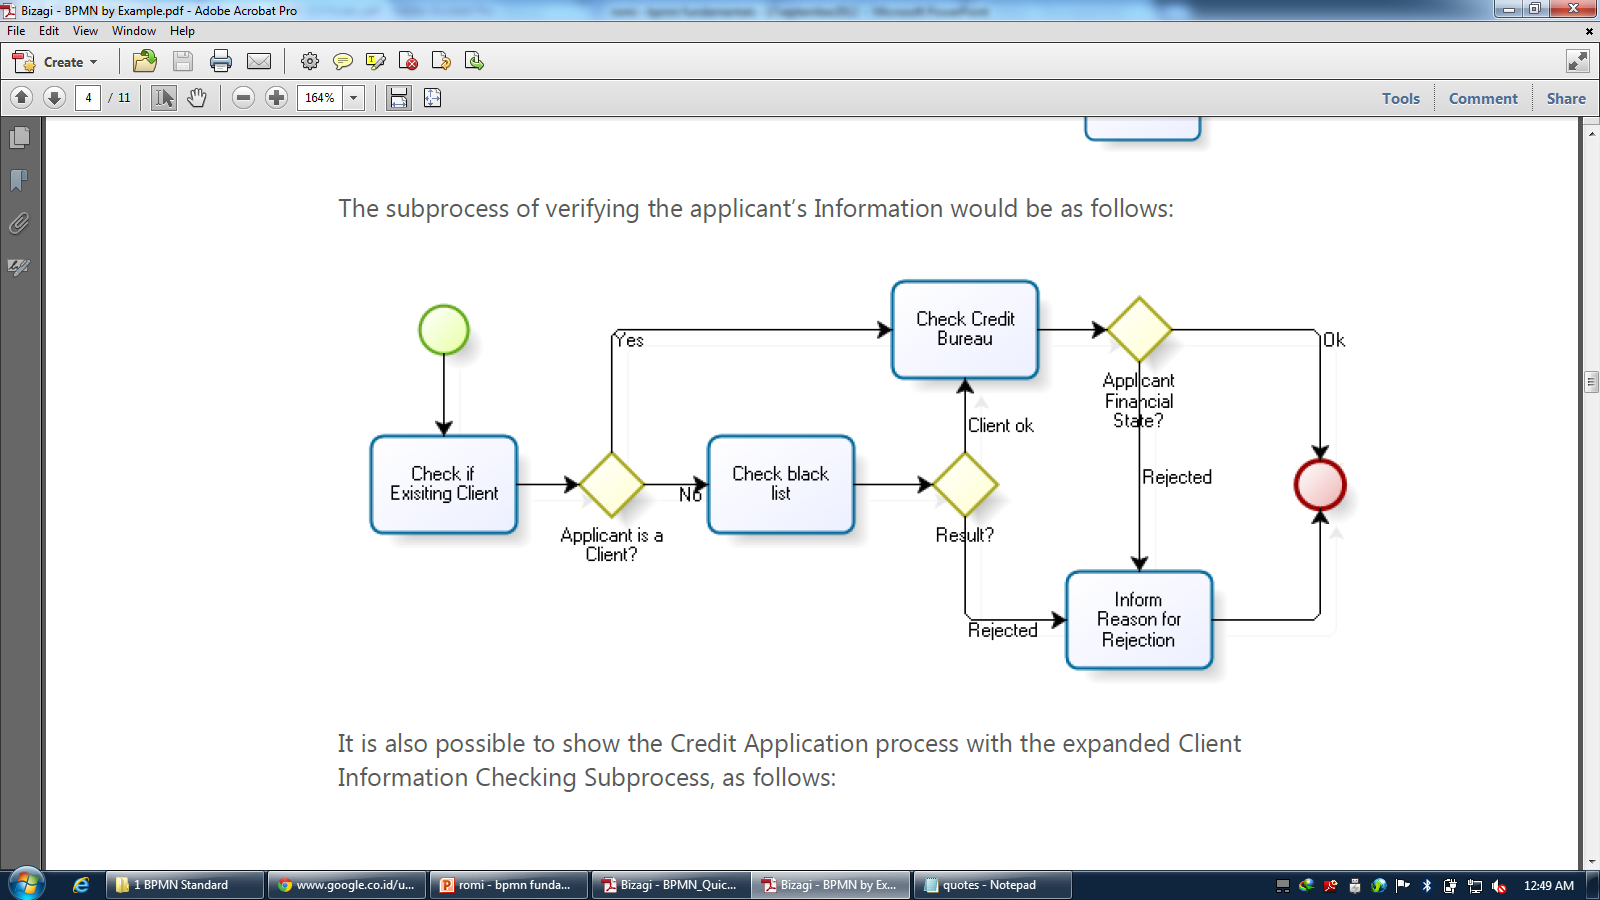 Bizagi - BPMN by Example.pdf - Adobe Acrobat Pro
File Edit View Window Help
Create
4 / 11
164%
Tools Comment Share
The subprocess of verifying the applicant's Information would be as follows:
Check Credit
Bureau
Yes
Ok
Applicant
Financial
State?
Client ok
Check if
Exisiting Client
No
Check black
list
Rejected
Applicant is a
Client?
Result?
Inform
Reason for
Rejection
Rejected
It is also possible to show the Credit Application process with the expanded Client
Information Checking Subprocess, as follows:
1 BPMN Standard
www.google.co.id/u...
romi - bpmn funda...
Bizagi - BPMN_Quic...
Bizagi - BPMN by Ex...
quotes - Notepad
12:49 AM